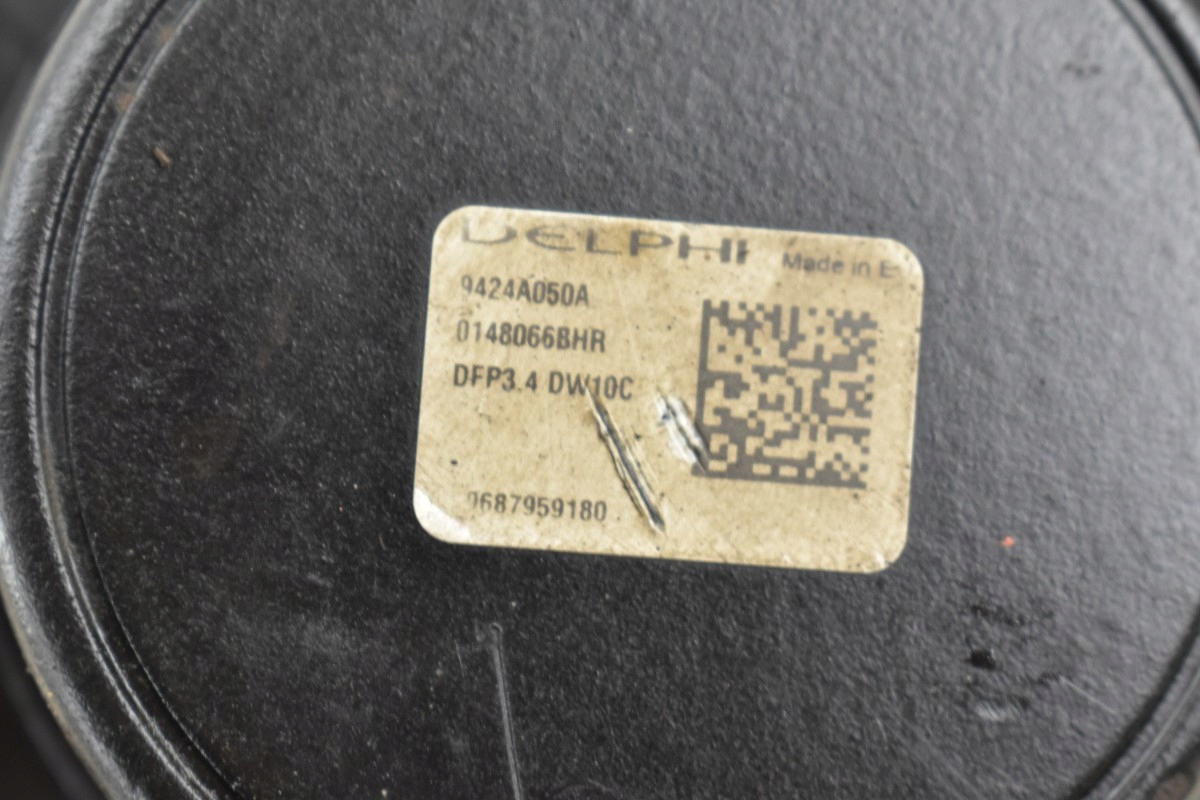 DELPHI Made in E
9424A050A
0148066BHR
DFP3.4 DW10C
9687959180